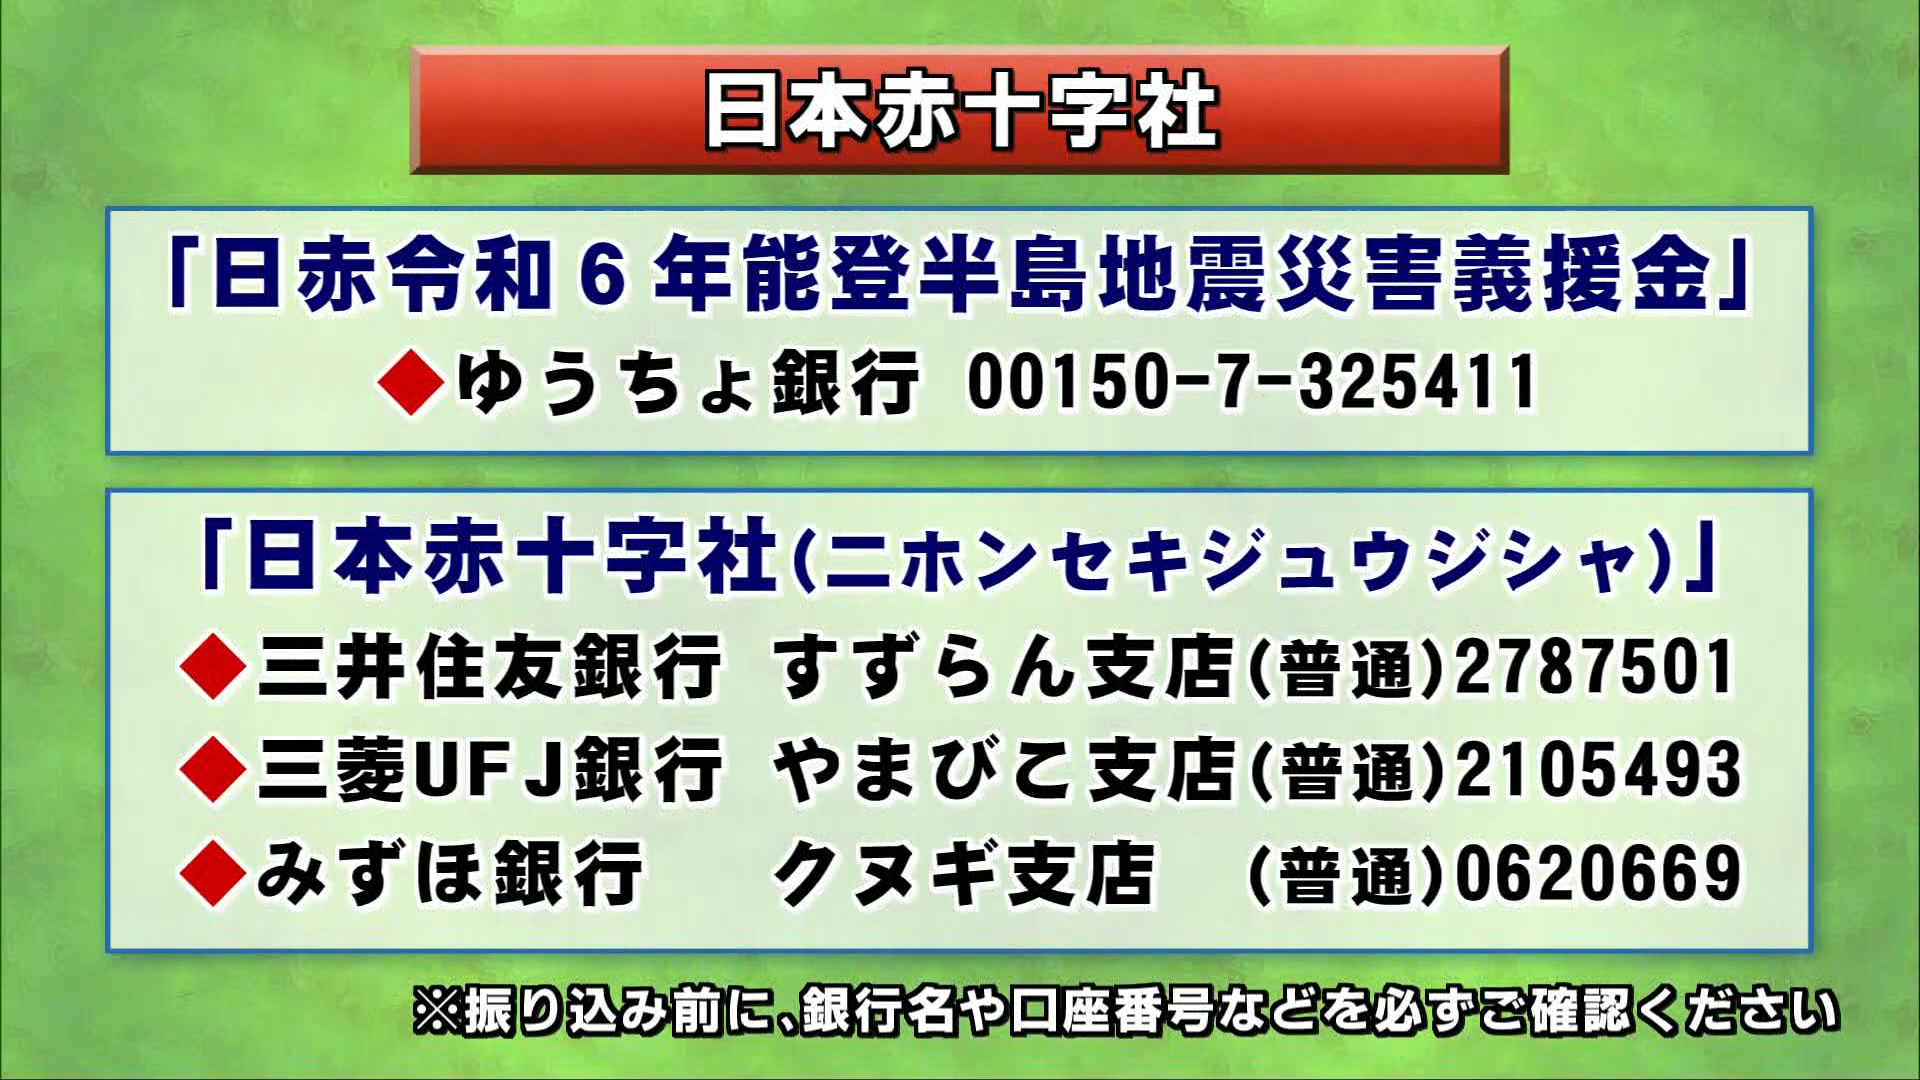 日本赤十字社
「日赤令和6年能登半島地震災害義援金」
◆ゆうちょ銀行 00150-7-325411
「日本赤十字社(ニホンセキジュウジシャ)」
◆三井住友銀行 すずらん支店(普通)2787501
◆三菱UFJ銀行 やまびこ支店(普通)2105493
◆みずほ銀行 クヌギ支店 (普通)0620669
※振り込み前に、銀行名や口座番号などを必ずご確認ください